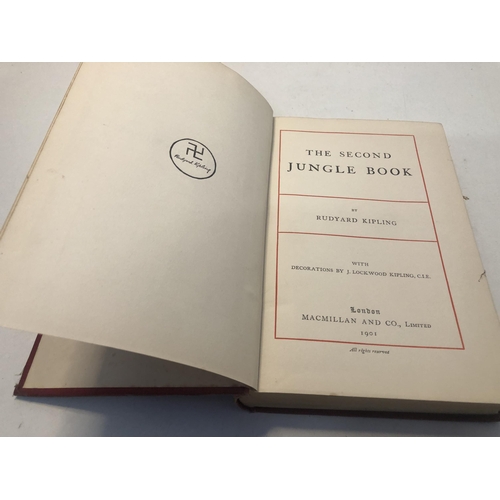 Rudyard Kipling
THE SECOND
JUNGLE BOOK
BY
RUDYARD KIPLING
WITH
DECORATIONS BY J. LOCKWOOD KIPLING, C.I.E.
London
MACMILLAN AND CO., LIMITED
1901
All rights reserved